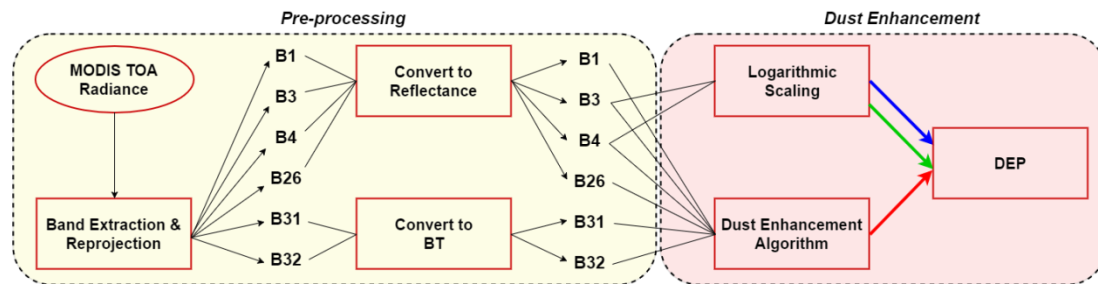 Pre-processing
Dust Enhancement
MODIS TOA
Radiance
Band Extraction &
Reprojection
B1
B3
B4
B26
B31
B32
Convert to
Reflectance
Convert to
BT
B1
B3
B4
B26
B31
B32
Logarithmic
Scaling
Dust Enhancement
Algorithm
DEP